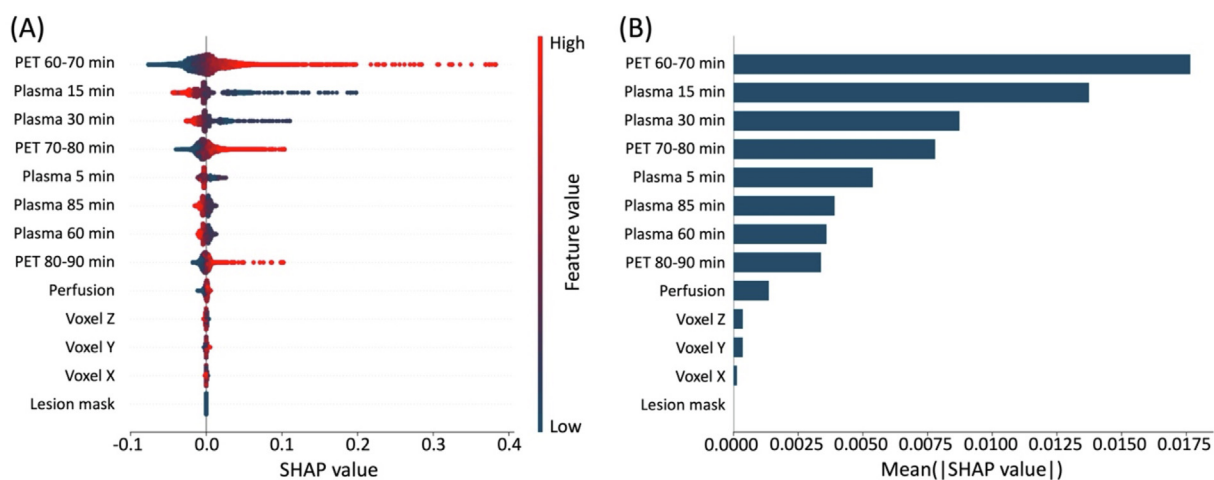 (A)
PET 60-70 min
Plasma 15 min
Plasma 30 min
PET 70-80 min
Plasma 5 min
Plasma 85 min
Plasma 60 min
PET 80-90 min
Perfusion
Voxel Z
Voxel Y
Voxel X
Lesion mask
-0.1 0.0 0.1 0.2 0.3 0.4
SHAP value
High
Feature value
Low
(B)
PET 60-70 min
Plasma 15 min
Plasma 30 min
PET 70-80 min
Plasma 5 min
Plasma 85 min
Plasma 60 min
PET 80-90 min
Perfusion
Voxel Z
Voxel Y
Voxel X
Lesion mask
0.0000 0.0025 0.0050 0.0075 0.0100 0.0125 0.0150 0.0175
Mean(|SHAP value|)